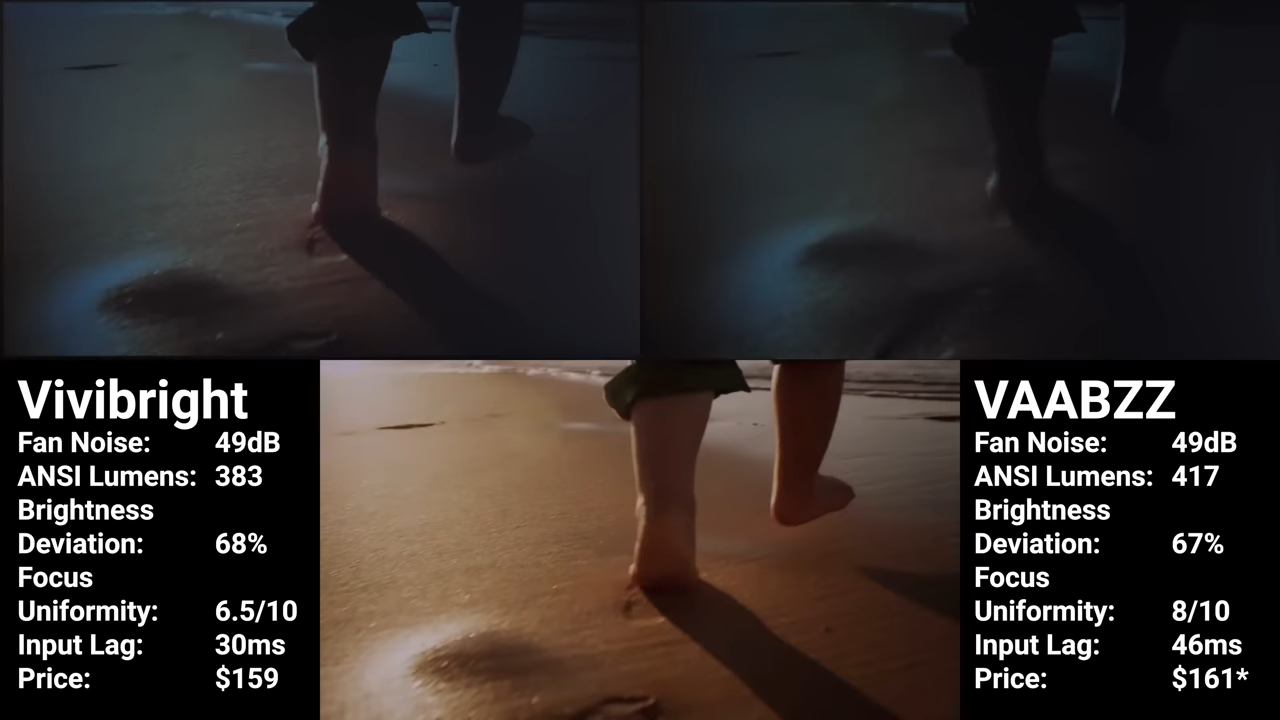 Vivibright
Fan Noise: 49dB
ANSI Lumens: 383
Brightness
Deviation: 68%
Focus
Uniformity: 6.5/10
Input Lag: 30ms
Price: $159
VAABZZ
Fan Noise: 49dB
ANSI Lumens: 417
Brightness
Deviation: 67%
Focus
Uniformity: 8/10
Input Lag: 46ms
Price: $161*